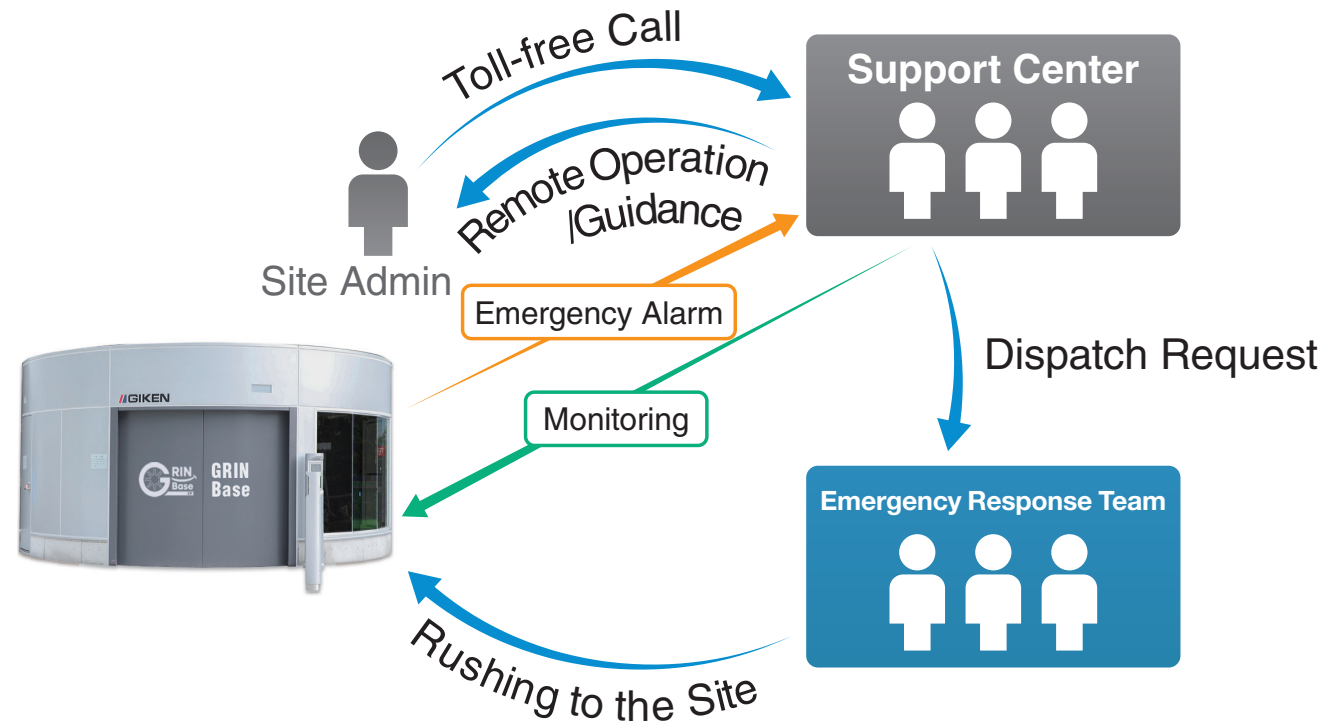 Toll-free Call
Support Center
Remote Operation
/Guidance
Site Admin
Emergency Alarm
Monitoring
Dispatch Request
GIKEN
GRIN
Base
GRIN
Base
Emergency Response Team
Rushing to the Site